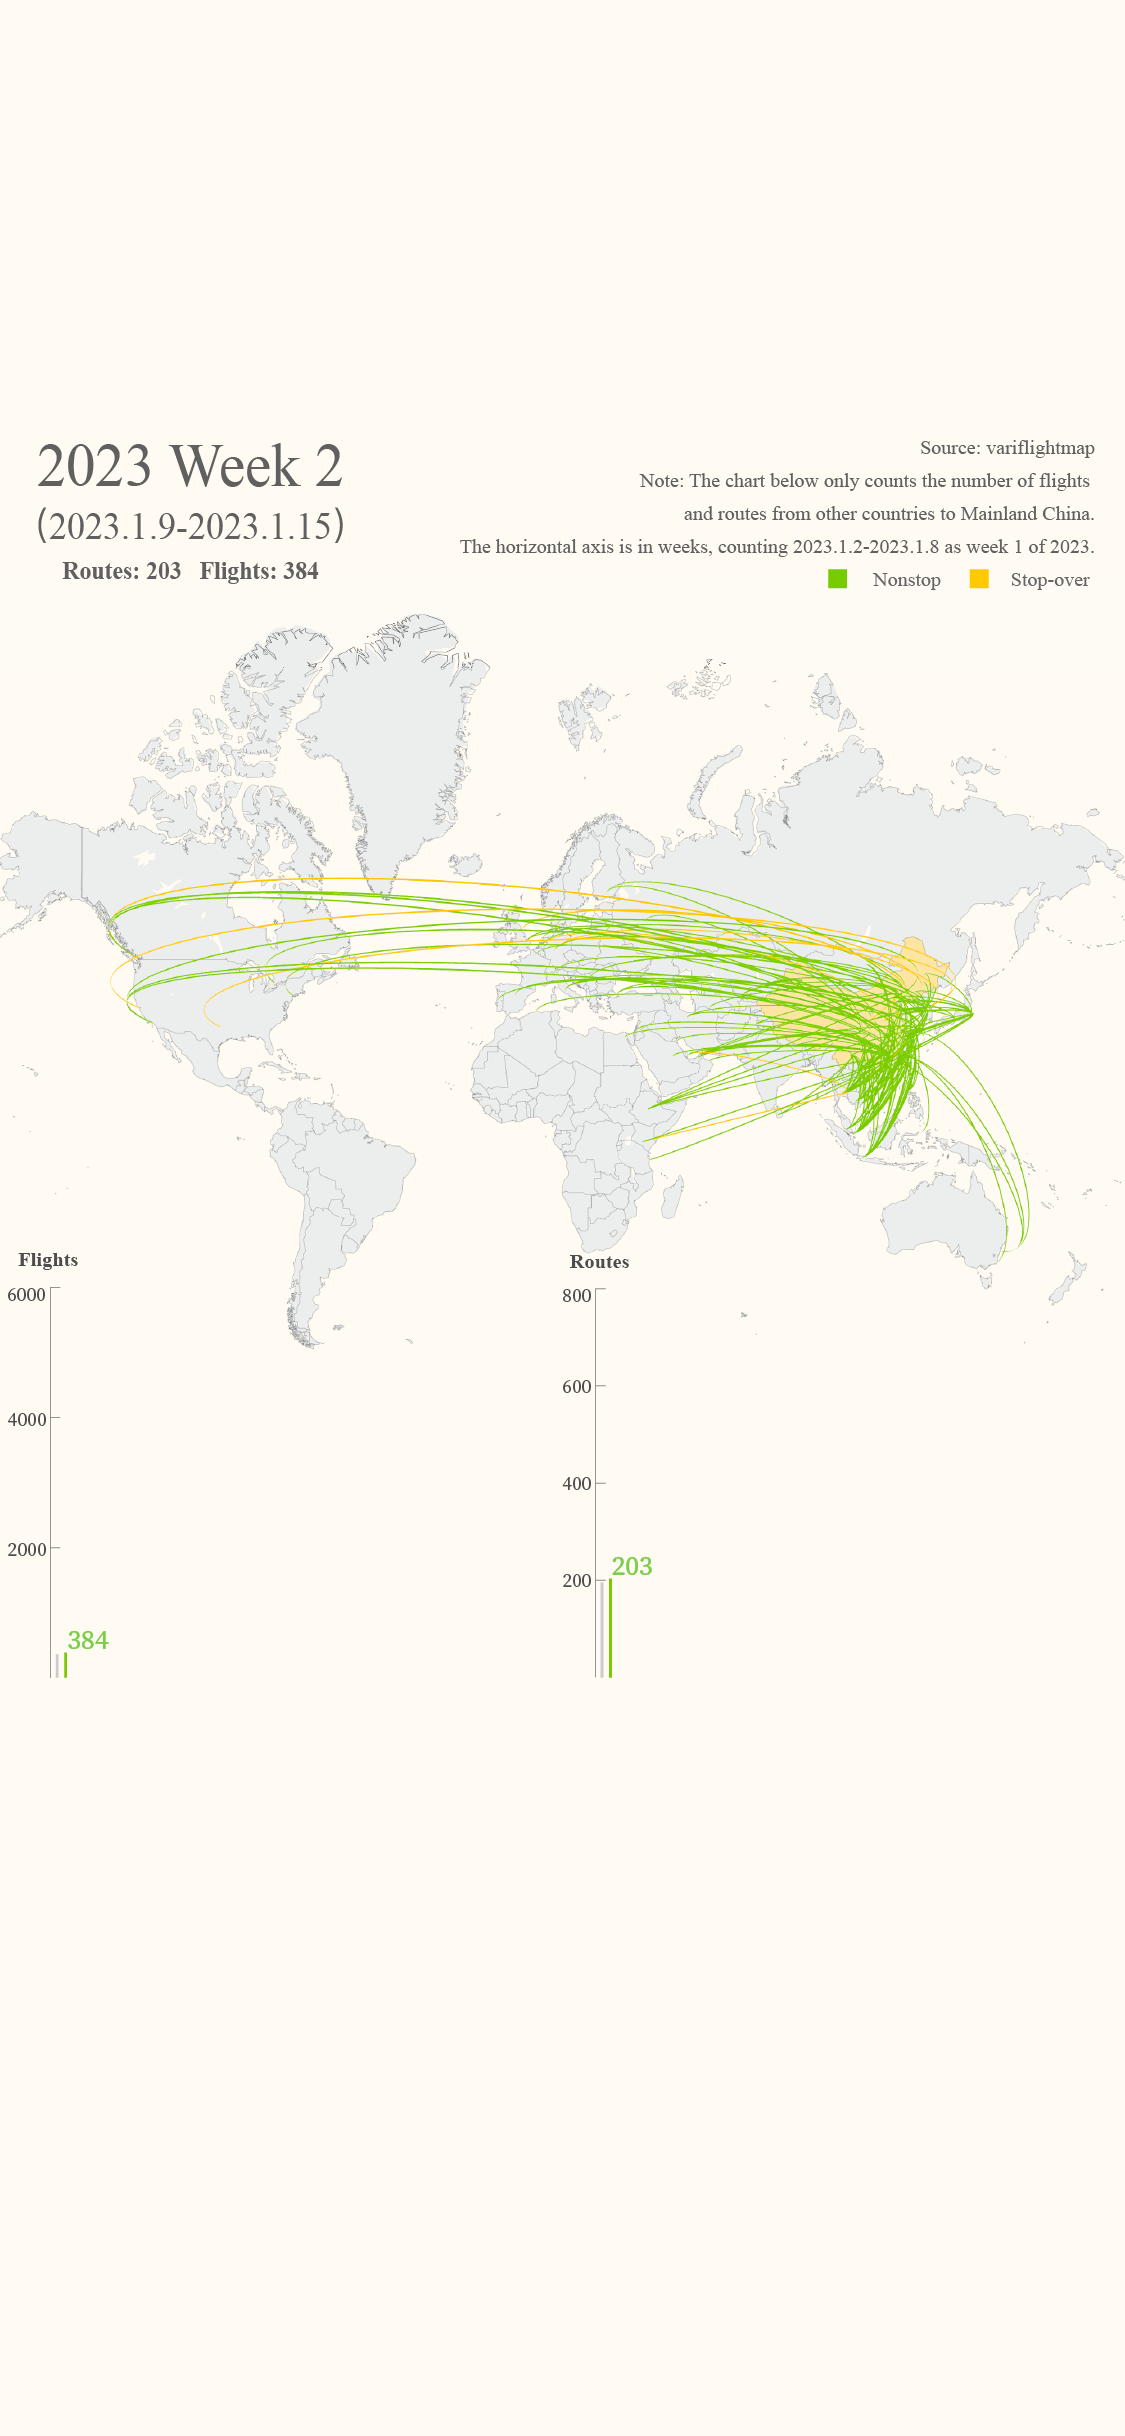 2023 Week 2
(2023.1.9-2023.1.15)
Routes: 203 Flights: 384
Source: variflightmap
Note: The chart below only counts the number of flights
and routes from other countries to Mainland China.
The horizontal axis is in weeks, counting 2023.1.2-2023.1.8 as week 1 of 2023.
Nonstop Stop-over
Flights
6000
4000
2000
384
Routes
800
600
400
200
203